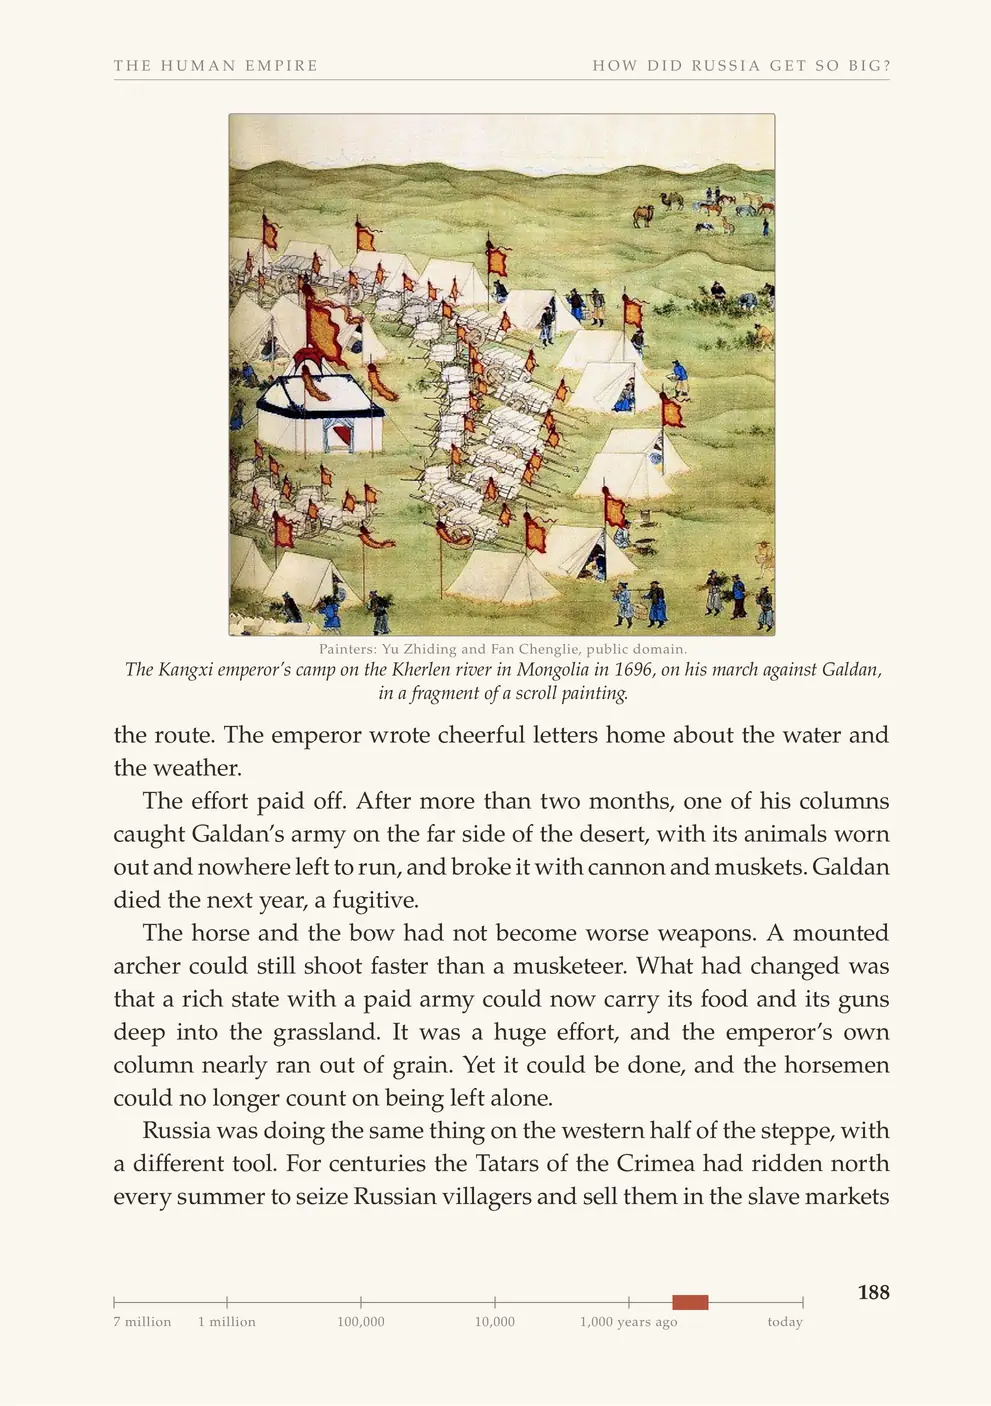 THE HUMAN EMPIRE
HOW DID RUSSIA GET SO BIG?
Painters: Yu Zhiding and Fan Chenglie, public domain.
The Kangxi emperor's camp on the Kherlen river in Mongolia in 1696, on his march against Galdan,
in a fragment of a scroll painting.
the route. The emperor wrote cheerful letters home about the water and
the weather.
The effort paid off. After more than two months, one of his columns
caught Galdan's army on the far side of the desert, with its animals worn
out and nowhere left to run, and broke it with cannon and muskets. Galdan
died the next year, a fugitive.
The horse and the bow had not become worse weapons. A mounted
archer could still shoot faster than a musketeer. What had changed was
that a rich state with a paid army could now carry its food and its guns
deep into the grassland. It was a huge effort, and the emperor's own
column nearly ran out of grain. Yet it could be done, and the horsemen
could no longer count on being left alone.
Russia was doing the same thing on the western half of the steppe, with
a different tool. For centuries the Tatars of the Crimea had ridden north
every summer to seize Russian villagers and sell them in the slave markets
188
7 million 1 million 100,000 10,000 1,000 years ago today